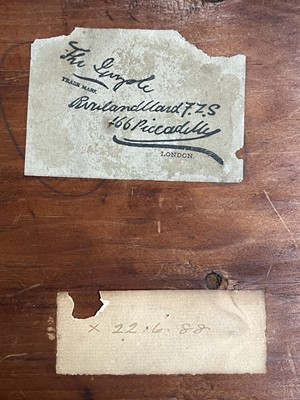 The Jungle
TRADE MARK.
Rowland Ward F.Z.S
166 Piccadilly
LONDON.
x 22.6.88